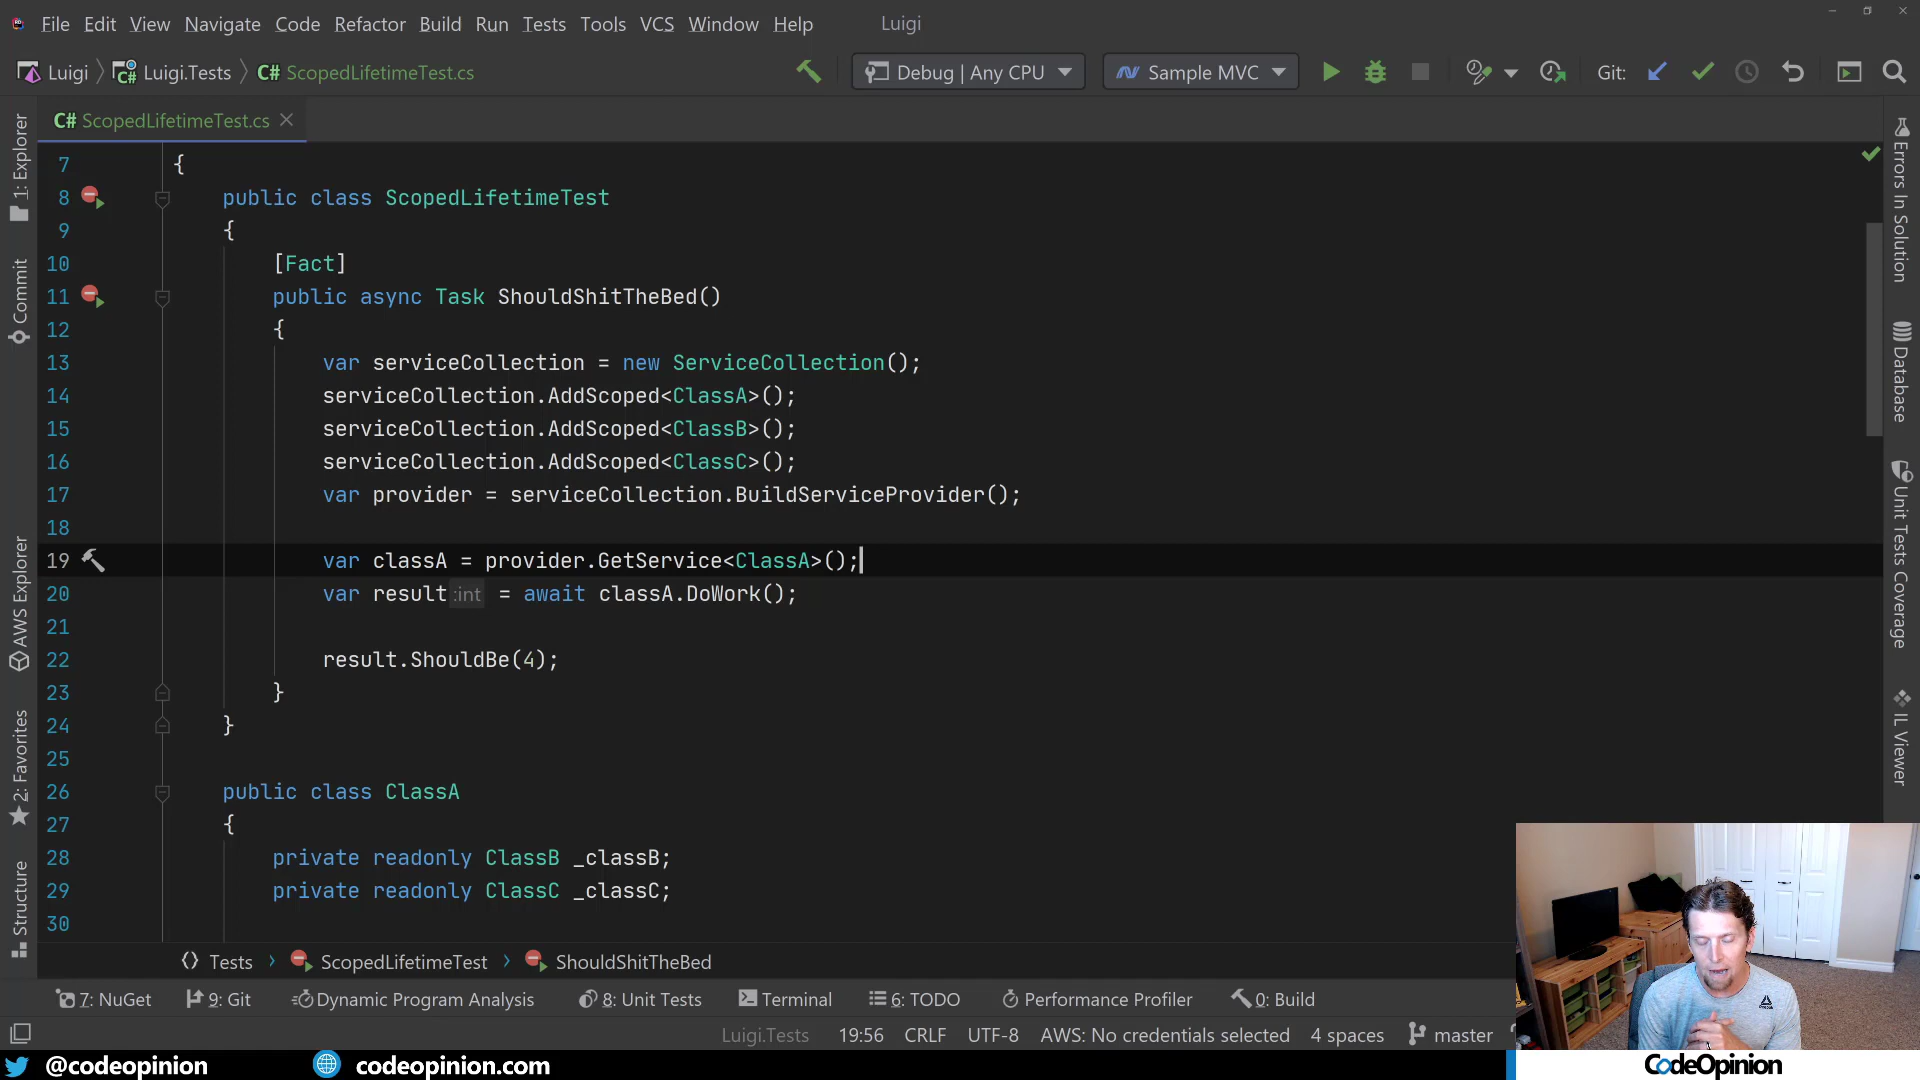 File Edit View Navigate Code Refactor Build Run Tests Tools VCS Window Help Luigi
Luigi Luigi.Tests C# ScopedLifetimeTest.cs Debug | Any CPU Sample MVC Git:
C# ScopedLifetimeTest.cs
7 {
8 public class ScopedLifetimeTest
9 {
10 [Fact]
11 public async Task ShouldShitTheBed()
12 {
13 var serviceCollection = new ServiceCollection();
14 serviceCollection.AddScoped<ClassA>();
15 serviceCollection.AddScoped<ClassB>();
16 serviceCollection.AddScoped<ClassC>();
17 var provider = serviceCollection.BuildServiceProvider();
18
19 var classA = provider.GetService<ClassA>();
20 var result :int = await classA.DoWork();
21
22 result.ShouldBe(4);
23 }
24 }
25
26 public class ClassA
27 {
28 private readonly ClassB _classB;
29 private readonly ClassC _classC;
30
1: Explorer
Commit
AWS Explorer
2: Favorites
Structure
Errors In Solution
Database
Unit Tests Coverage
IL Viewer
Tests ScopedLifetimeTest ShouldShitTheBed
7: NuGet 9: Git Dynamic Program Analysis 8: Unit Tests Terminal 6: TODO Performance Profiler 0: Build
Luigi.Tests 19:56 CRLF UTF-8 AWS: No credentials selected 4 spaces master
@codeopinion codeopinion.com CodeOpinion